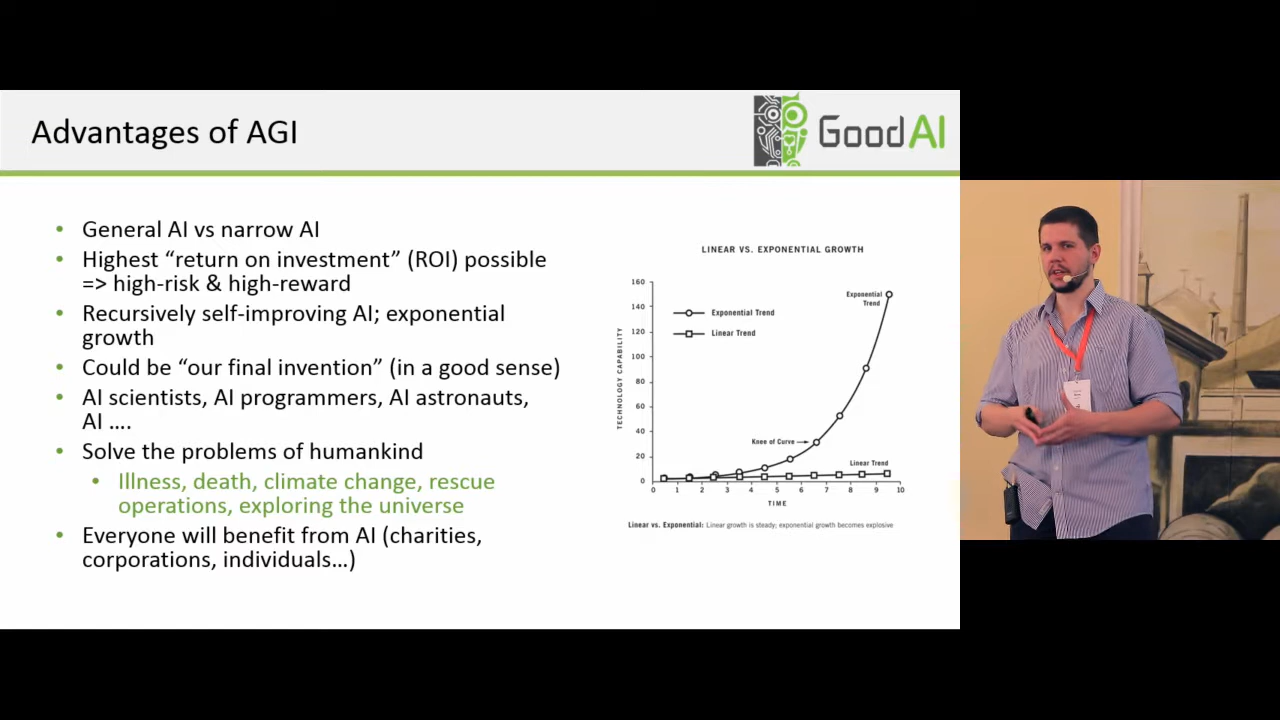 Advantages of AGI
GoodAI
• General AI vs narrow AI
• Highest “return on investment” (ROI) possible
=> high-risk & high-reward
• Recursively self-improving AI; exponential
growth
• Could be “our final invention” (in a good sense)
• AI scientists, AI programmers, AI astronauts,
AI ….
• Solve the problems of humankind
• Illness, death, climate change, rescue
operations, exploring the universe
• Everyone will benefit from AI (charities,
corporations, individuals…)
LINEAR VS. EXPONENTIAL GROWTH
TECHNOLOGY CAPABILITY
160
140
120
100
80
60
40
20
0
Exponential Trend
Linear Trend
Exponential
Trend
Knee of Curve
Linear Trend
0 1 2 3 4 5 6 7 8 9 10
TIME
Linear vs. Exponential: Linear growth is steady; exponential growth becomes explosive